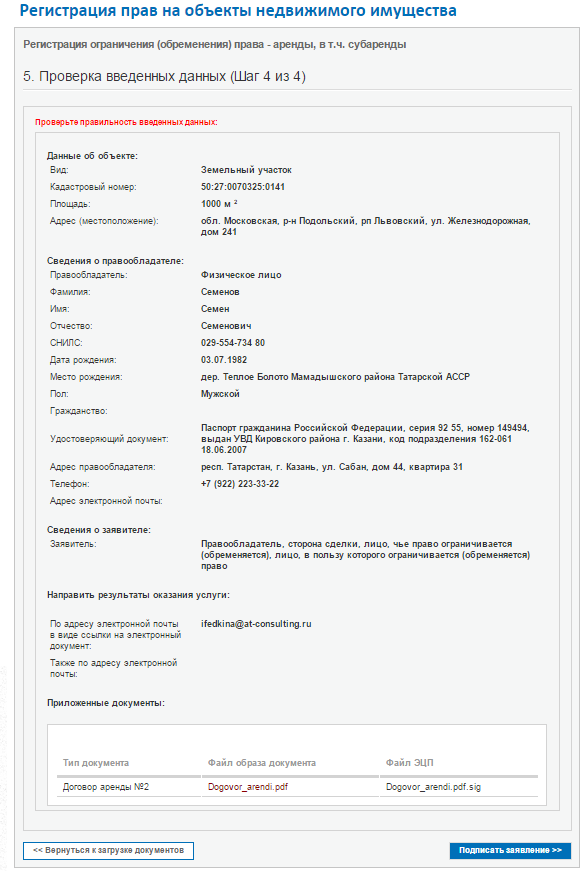 Регистрация прав на объекты недвижимого имущества
Регистрация ограничения (обременения) права - аренды, в т.ч. субаренды
5. Проверка введенных данных (Шаг 4 из 4)
Проверьте правильность введенных данных:
Данные об объекте:
Вид: Земельный участок
Кадастровый номер: 50:27:0070325:0141
Площадь: 1000 м ²
Адрес (местоположение): обл. Московская, р-н Подольский, рп Львовский, ул. Железнодорожная,
дом 241
Сведения о правообладателе:
Правообладатель: Физическое лицо
Фамилия: Семенов
Имя: Семен
Отчество: Семенович
СНИЛС: 029-554-734 80
Дата рождения: 03.07.1982
Место рождения: дер. Теплое Болото Мамадышского района Татарской АССР
Пол: Мужской
Гражданство:
Удостоверяющий документ: Паспорт гражданина Российской Федерации, серия 92 55, номер 149494,
выдан УВД Кировского района г. Казани, код подразделения 162-061
18.06.2007
Адрес правообладателя: респ. Татарстан, г. Казань, ул. Сабан, дом 44, квартира 31
Телефон: +7 (922) 223-33-22
Адрес электронной почты:
Сведения о заявителе:
Заявитель: Правообладатель, сторона сделки, лицо, чье право ограничивается
(обременяется), лицо, в пользу которого ограничивается (обременяется)
право
Направить результаты оказания услуги:
По адресу электронной почты ifedkina@at-consulting.ru
в виде ссылки на электронный
документ:
Также по адресу электронной
почты:
Приложенные документы:
Тип документа Файл образа документа Файл ЭЦП
Договор аренды №2 Dogovor_arendi.pdf Dogovor_arendi.pdf.sig
<< Вернуться к загрузке документов Подписать заявление >>